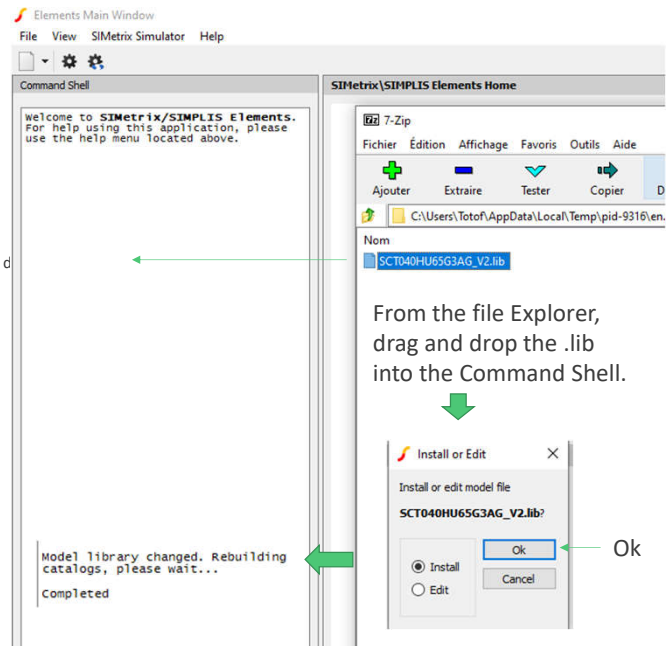 Elements Main Window
File View SIMetrix Simulator Help
Command Shell
SIMetrix\SIMPLIS Elements Home
Welcome to SIMetrix/SIMPLIS Elements.
For help using this application, please
use the help menu located above.
7-Zip
Fichier Édition Affichage Favoris Outils Aide
Ajouter Extraire Tester Copier D
C:\Users\Totof\AppData\Local\Temp\pid-9316\en.
Nom
SCT040HU65G3AG_V2.lib
d
From the file Explorer,
drag and drop the .lib
into the Command Shell.
Install or Edit
Install or edit model file
SCT040HU65G3AG_V2.lib?
Install
Edit
Ok
Cancel
Ok
Model library changed. Rebuilding
catalogs, please wait...
Completed